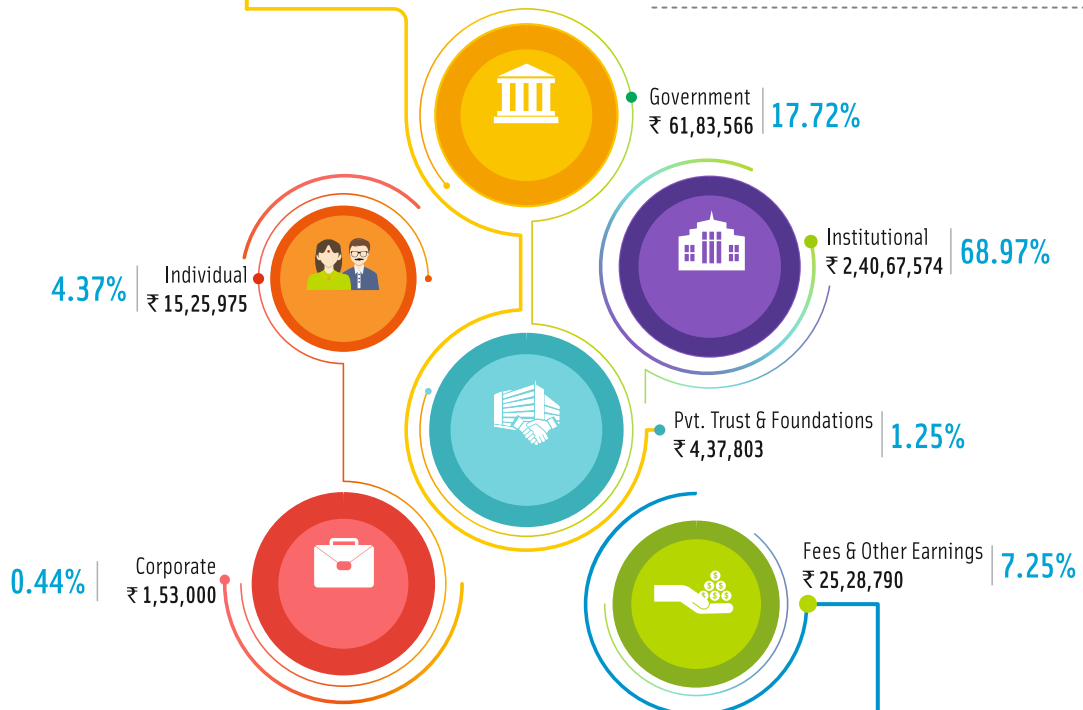 Government
₹ 61,83,566
17.72%
Institutional
₹ 2,40,67,574
68.97%
4.37%
Individual
₹ 15,25,975
Pvt. Trust & Foundations
₹ 4,37,803
1.25%
0.44%
Corporate
₹ 1,53,000
Fees & Other Earnings
₹ 25,28,790
7.25%